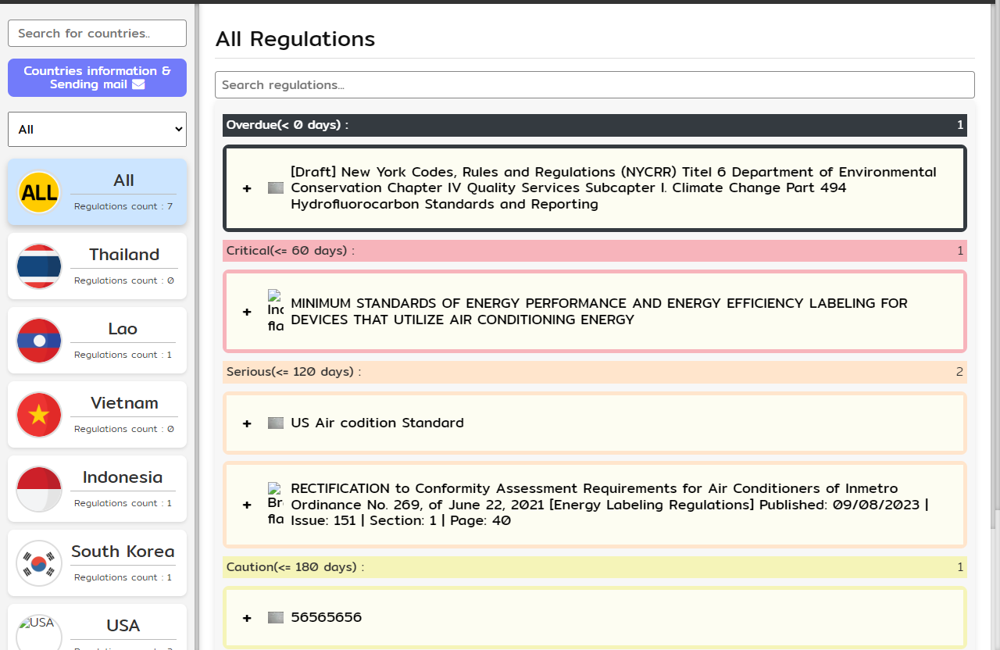 Search for countries..
Countries information &
Sending mail
All
ALL
All
Regulations count : 7
Thailand
Regulations count : 0
Lao
Regulations count : 1
Vietnam
Regulations count : 0
Indonesia
Regulations count : 1
South Korea
Regulations count : 1
USA
USA
All Regulations
Search regulations...
Overdue(< 0 days) : 1
[Draft] New York Codes, Rules and Regulations (NYCRR) Titel 6 Department of Environmental
+ Conservation Chapter IV Quality Services Subcapter I. Climate Change Part 494
Hydrofluorocarbon Standards and Reporting
Critical(<= 60 days) : 1
MINIMUM STANDARDS OF ENERGY PERFORMANCE AND ENERGY EFFICIENCY LABELING FOR
+ DEVICES THAT UTILIZE AIR CONDITIONING ENERGY
fla
Serious(<= 120 days) : 2
+ US Air codition Standard
RECTIFICATION to Conformity Assessment Requirements for Air Conditioners of Inmetro
+ Br Ordinance No. 269, of June 22, 2021 [Energy Labeling Regulations] Published: 09/08/2023 |
fla Issue: 151 | Section: 1 | Page: 40
Caution(<= 180 days) : 1
+ 56565656